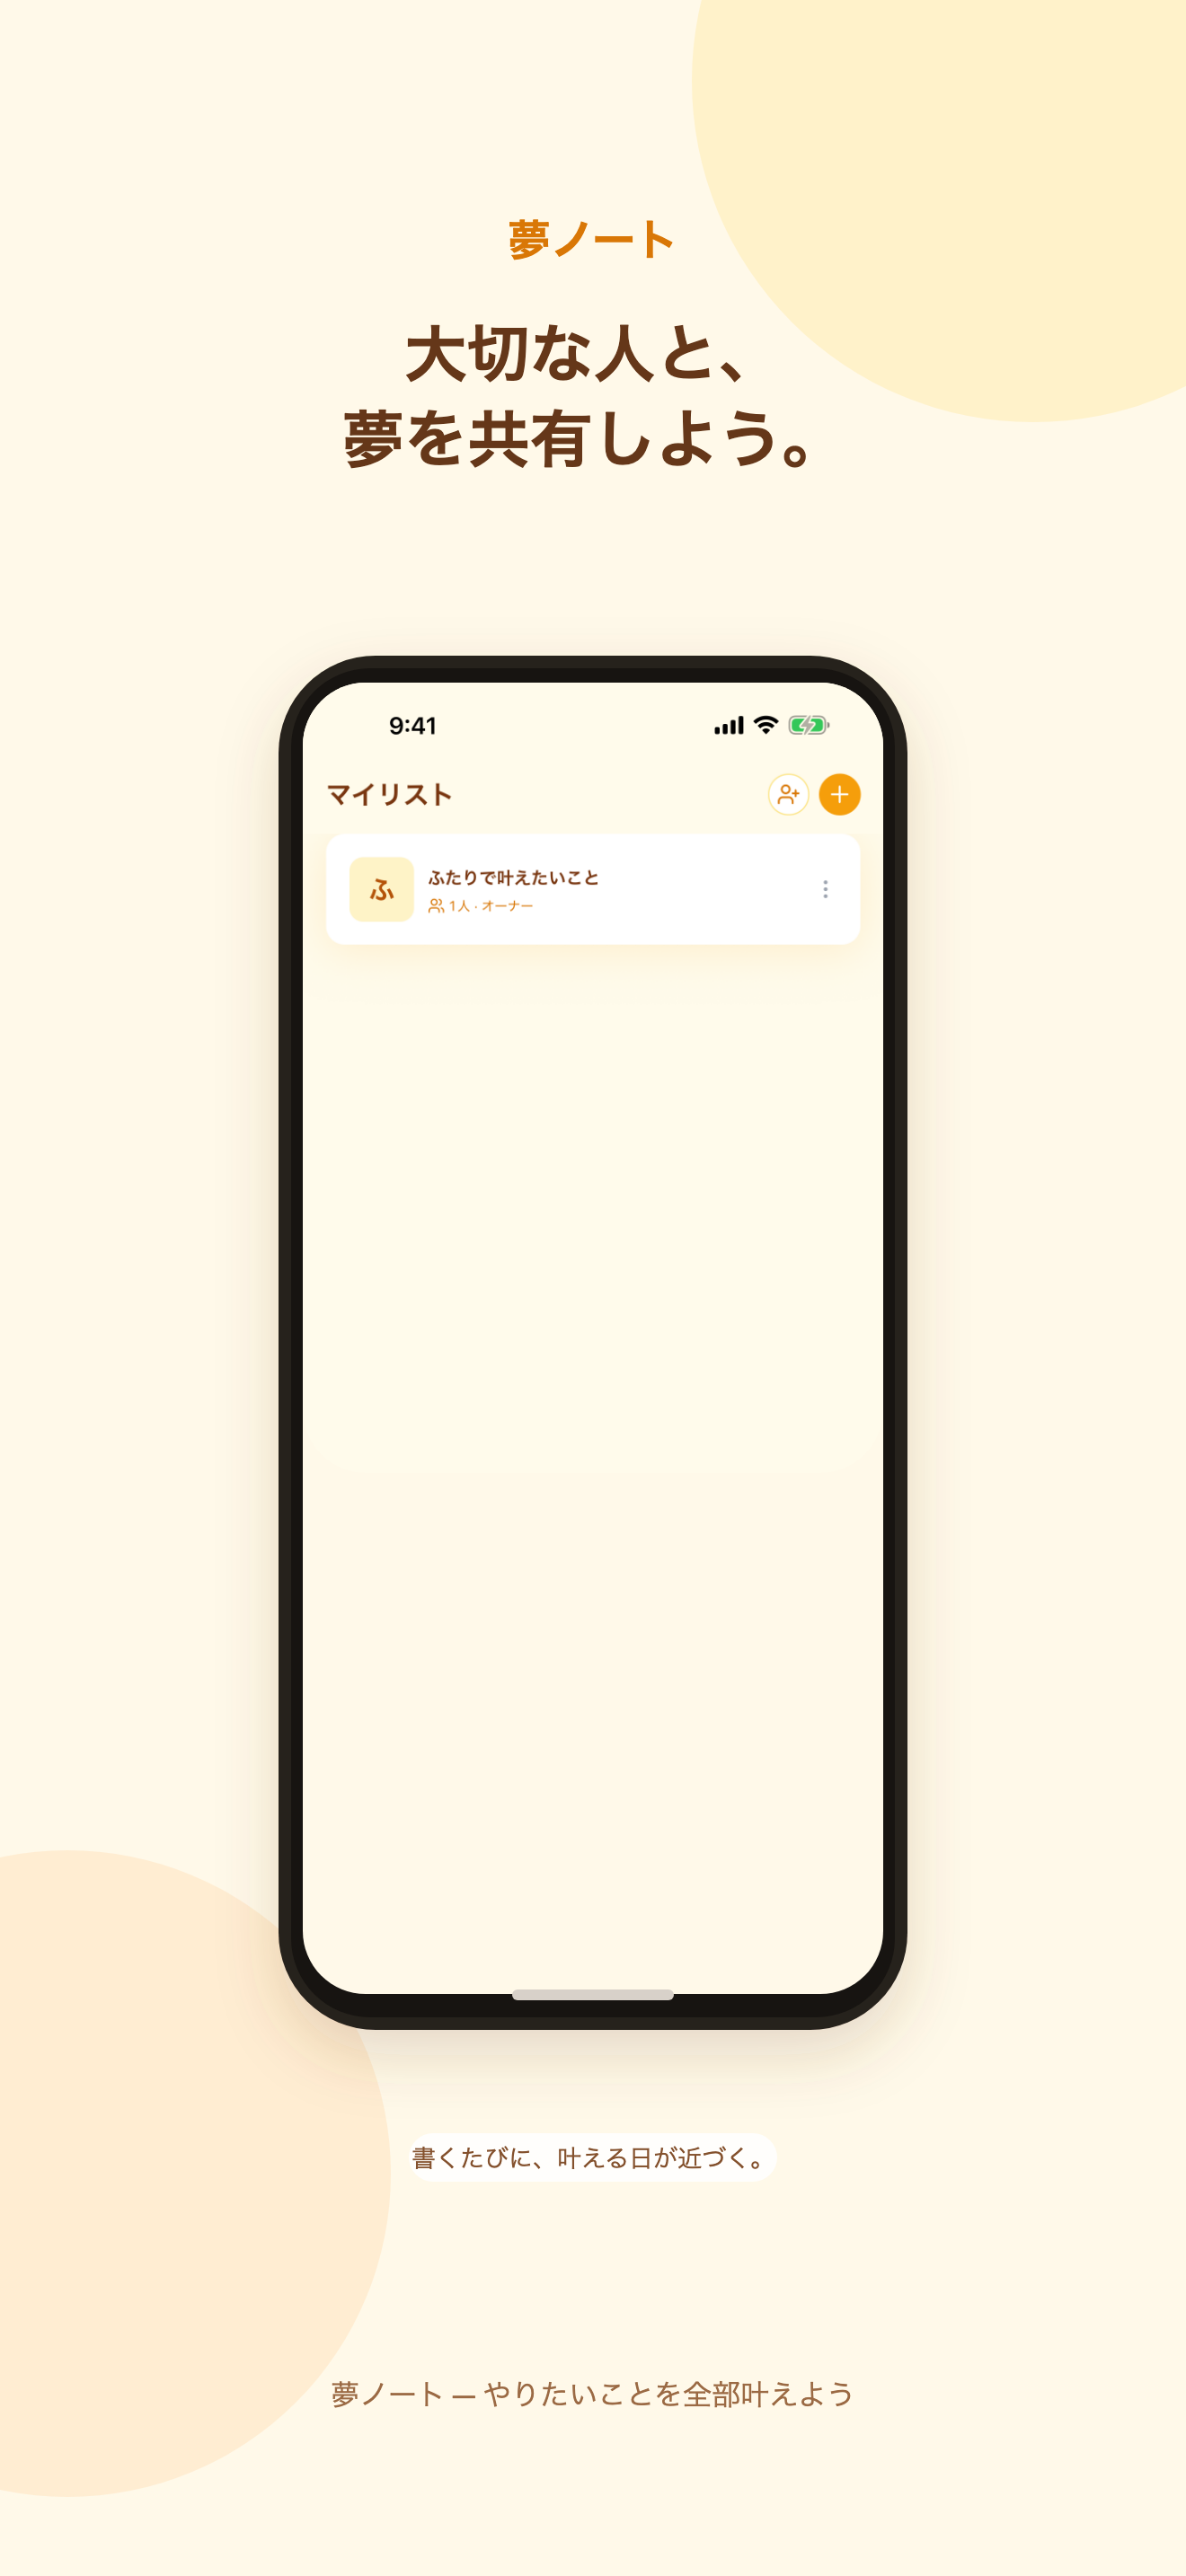 夢ノート
大切な人と、
夢を共有しよう。
9:41
マイリスト
ふ
ふたりで叶えたいこと
1人 · オーナー
書くたびに、叶える日が近づく。
夢ノート — やりたいことを全部叶えよう